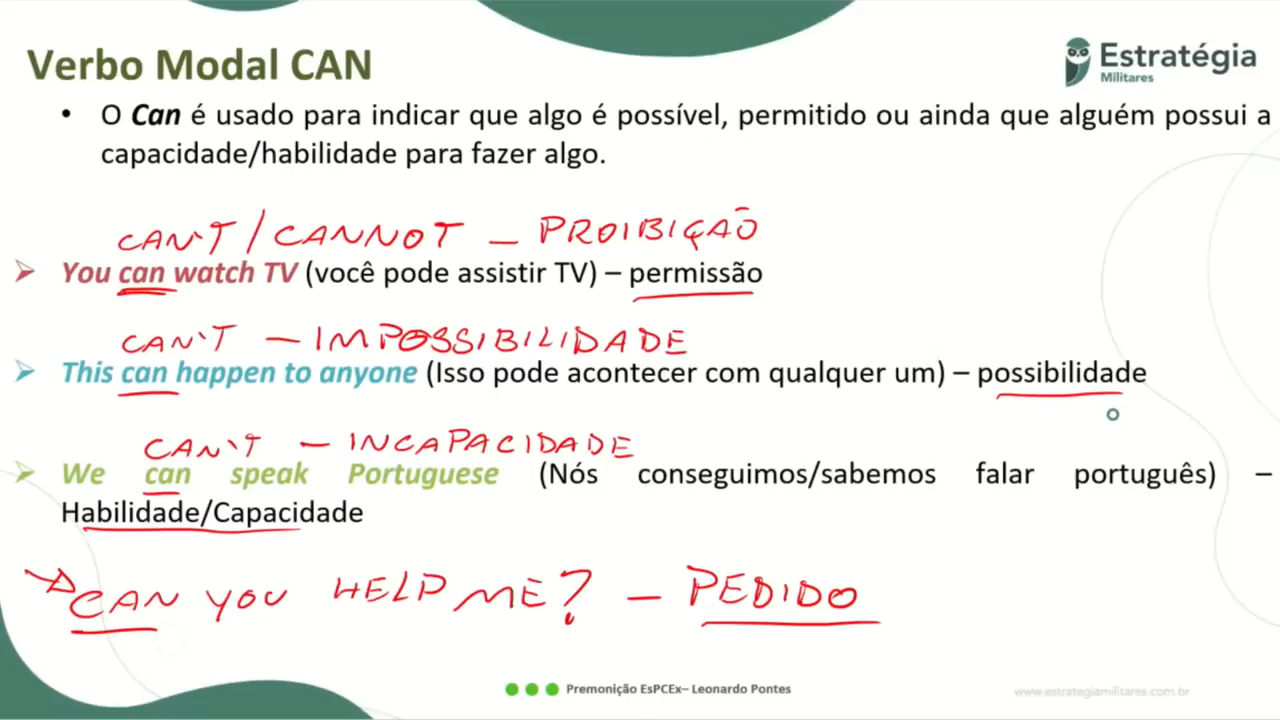 Verbo Modal CAN
Estratégia
Militares
• O Can é usado para indicar que algo é possível, permitido ou ainda que alguém possui a
capacidade/habilidade para fazer algo.
CAN'T / CANNOT – PROIBIÇÃO
You can watch TV (você pode assistir TV) – permissão
CAN'T – IMPOSSIBILIDADE
This can happen to anyone (Isso pode acontecer com qualquer um) – possibilidade
CAN'T – INCAPACIDADE
We can speak Portuguese (Nós conseguimos/sabemos falar português) –
Habilidade/Capacidade
CAN YOU HELP ME? – PEDIDO
Premonição EsPCEx– Leonardo Pontes
www.estrategiamilitares.com.br